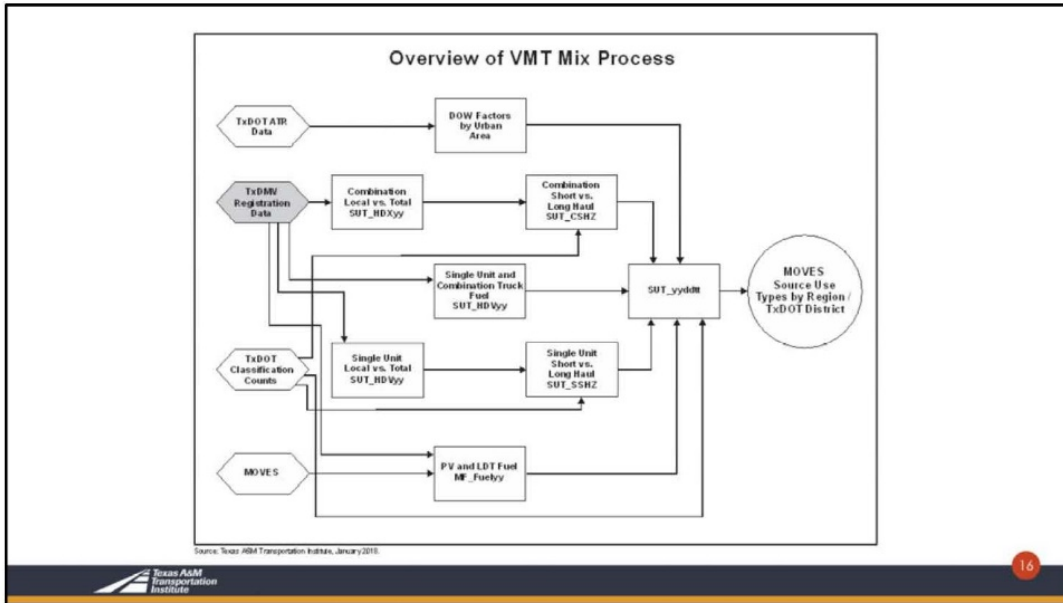 Overview of VMT Mix Process
TxDOT ATR
Data
DOW Factors
by Urban
Area
TxDMV
Registration
Data
Combination
Local vs. Total
SUT_HDXyy
Combination
Short vs.
Long Haul
SUT_CSHZ
Single Unit and
Combination Truck
Fuel
SUT_HDVyy
SUT_yyddtt
MOVES
Source Use
Types by Region /
TxDOT District
TxDOT
Classification
Counts
Single Unit
Local vs. Total
SUT_HDVyy
Single Unit
Short vs.
Long Haul
SUT_SSHZ
MOVES
PV and LDT Fuel
MF_Fuelyy
Source: Texas A&M Transportation Institute, January 2018.
Texas A&M
Transportation
Institute
16